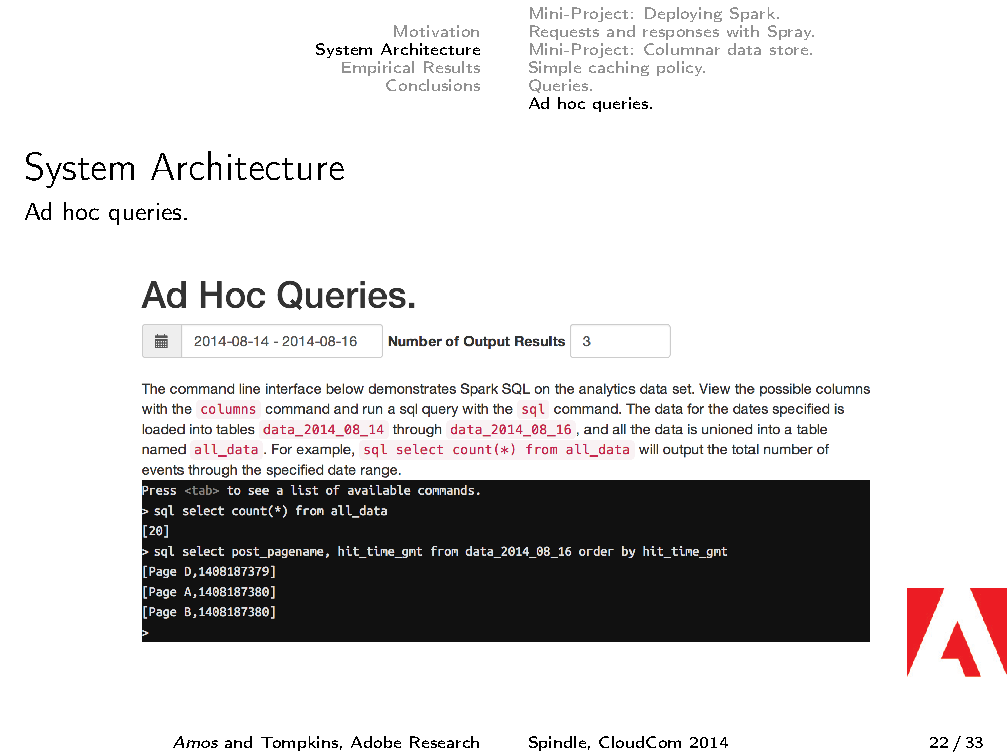 Motivation
System Architecture
Empirical Results
Conclusions
Mini-Project: Deploying Spark.
Requests and responses with Spray.
Mini-Project: Columnar data store.
Simple caching policy.
Queries.
Ad hoc queries.
System Architecture
Ad hoc queries.
Ad Hoc Queries.
2014-08-14 - 2014-08-16 Number of Output Results 3
The command line interface below demonstrates Spark SQL on the analytics data set. View the possible columns
with the columns command and run a sql query with the sql command. The data for the dates specified is
loaded into tables data_2014_08_14 through data_2014_08_16 , and all the data is unioned into a table
named all_data . For example, sql select count(*) from all_data will output the total number of
events through the specified date range.
Press <tab> to see a list of available commands.
> sql select count(*) from all_data
[20]
> sql select post_pagename, hit_time_gmt from data_2014_08_16 order by hit_time_gmt
[Page D,1408187379]
[Page A,1408187380]
[Page B,1408187380]
>
Amos and Tompkins, Adobe Research Spindle, CloudCom 2014 22 / 33